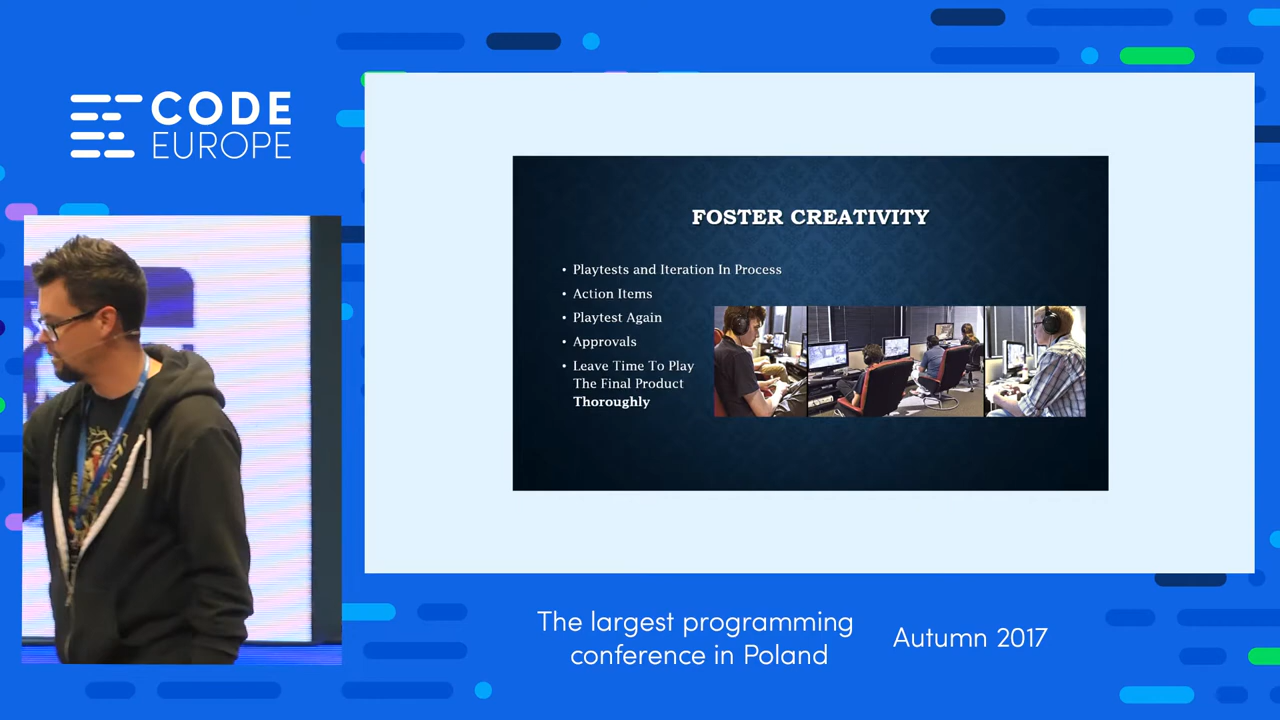 CODE
EUROPE
FOSTER CREATIVITY
• Playtests and Iteration In Process
• Action Items
• Playtest Again
• Approvals
• Leave Time To Play
The Final Product
Thoroughly
The largest programming
conference in Poland
Autumn 2017